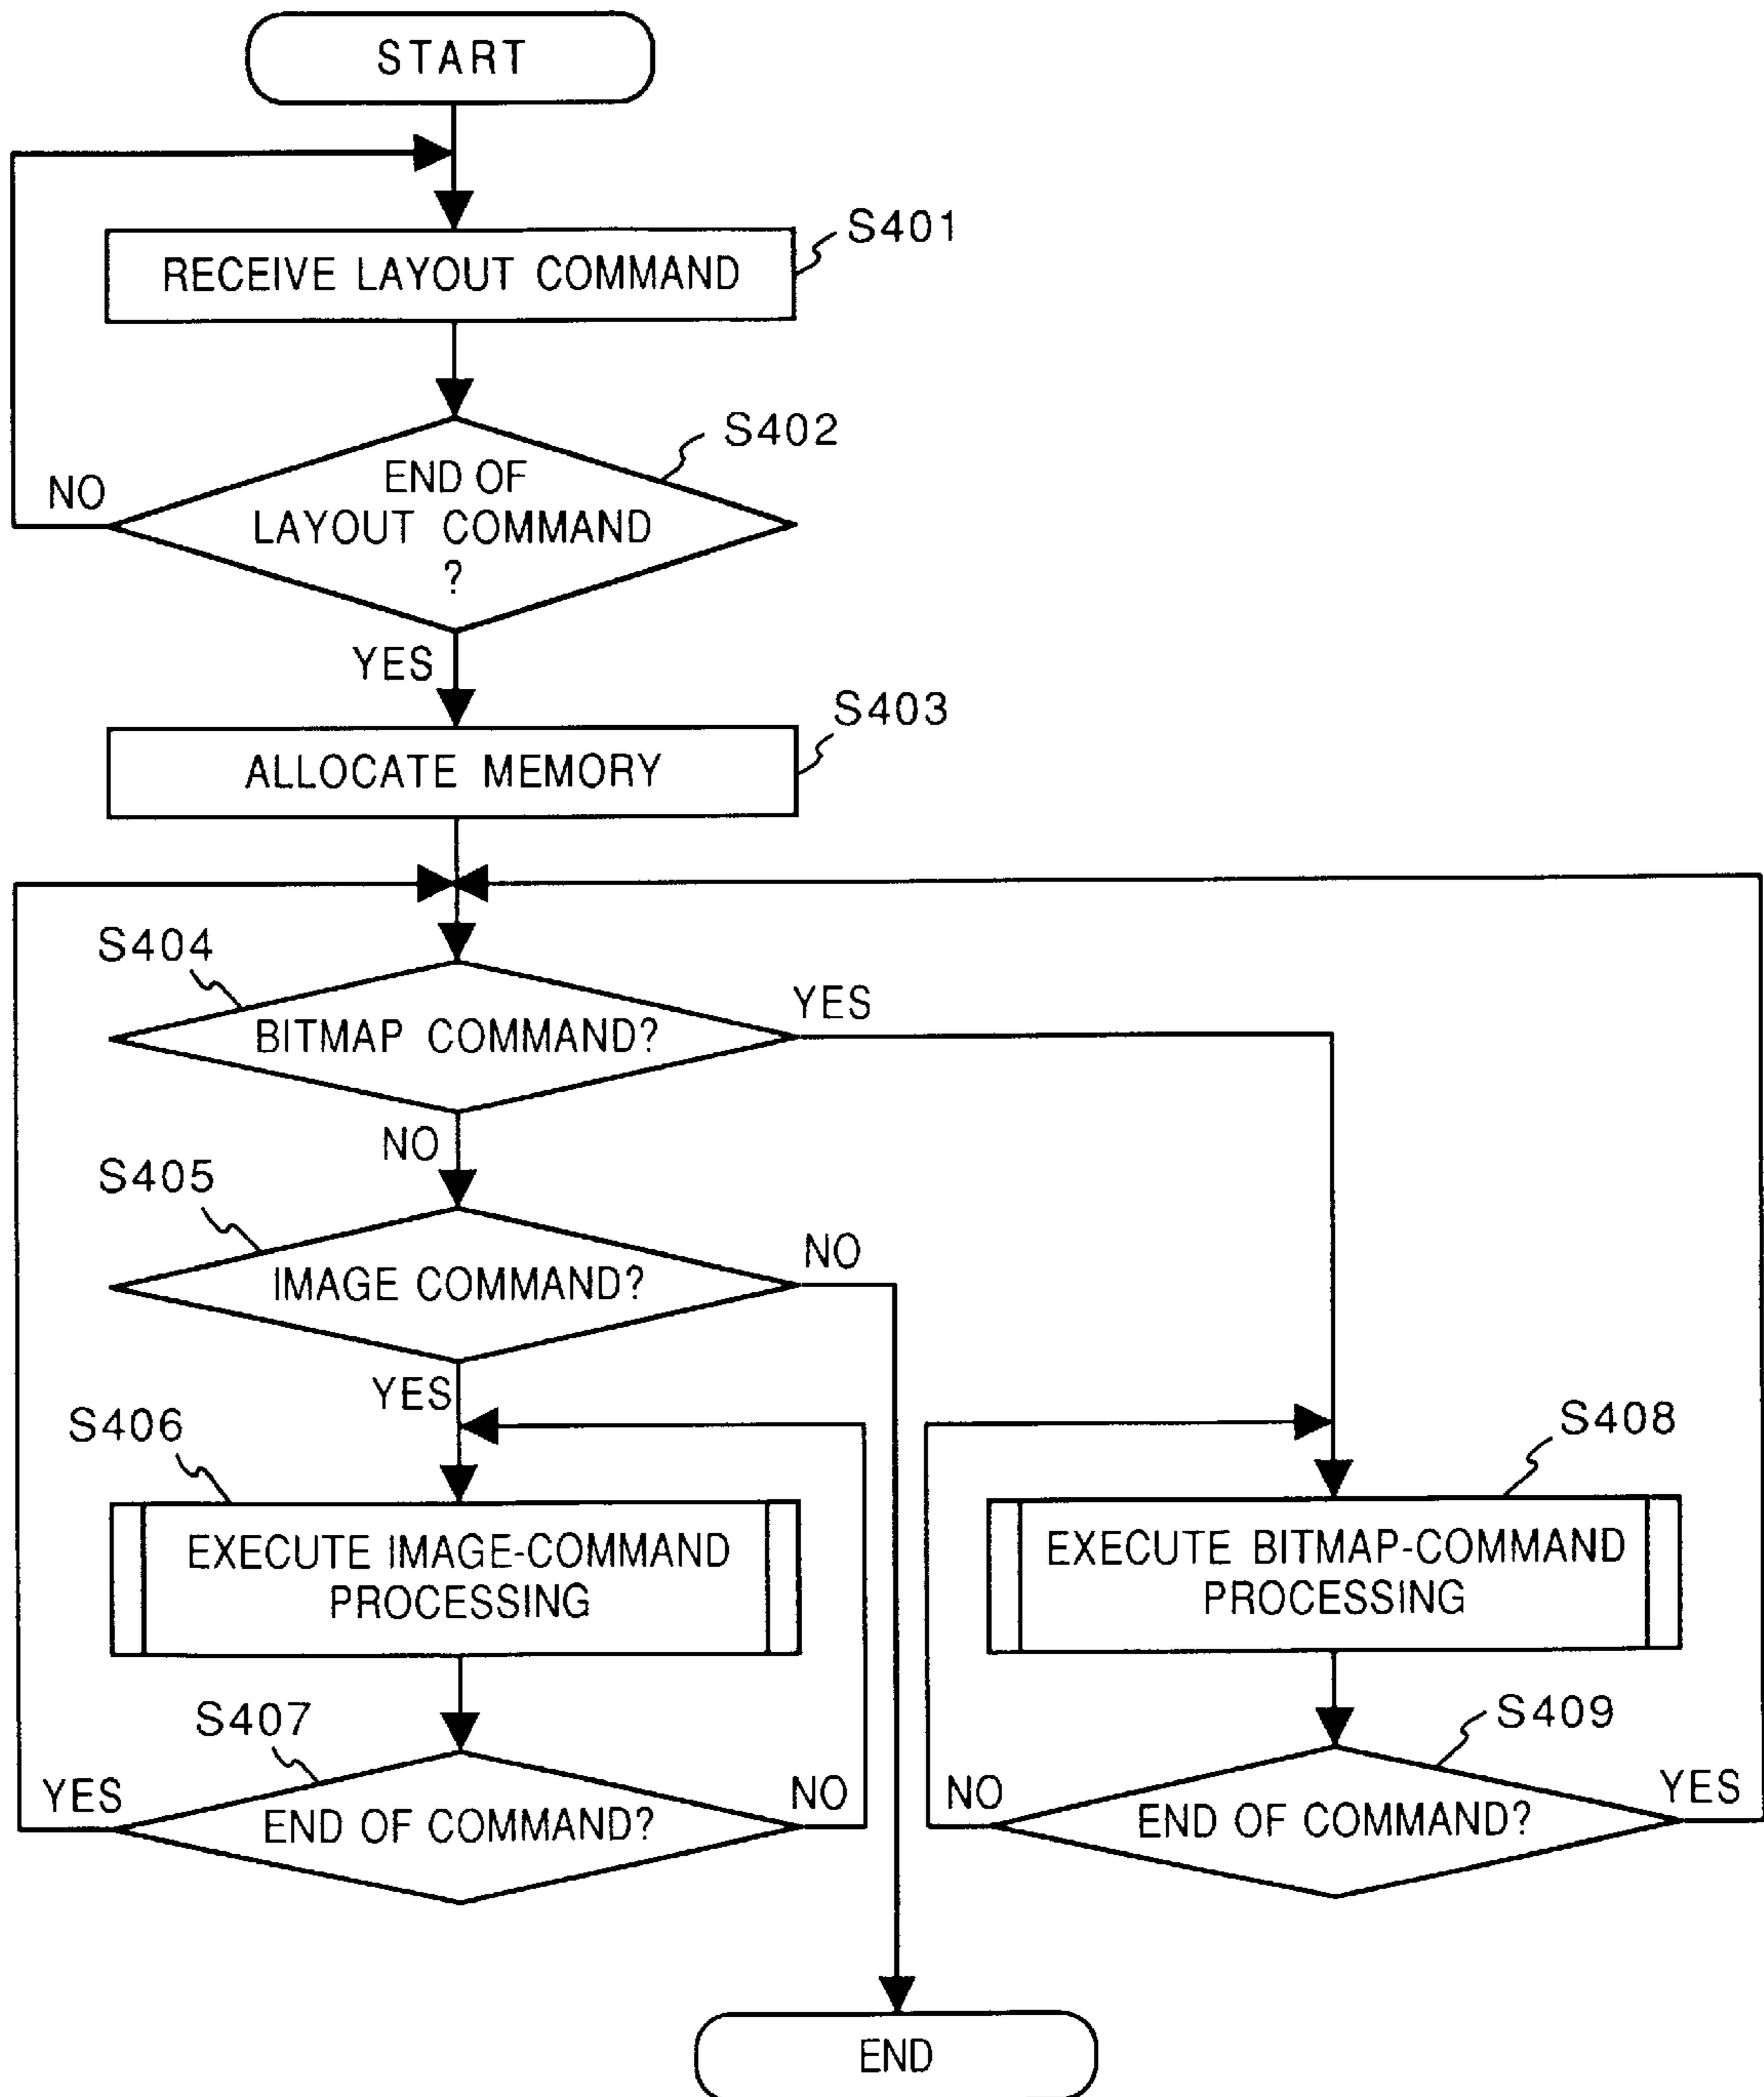 START
S401
RECEIVE LAYOUT COMMAND
S402
END OF
NO
LAYOUT COMMAND
?
YES
S403
ALLOCATE MEMORY
S404
YES
BITMAP COMMAND?
NO
S405
NO
IMAGE COMMAND?
YES
S406
S408
EXECUTE IMAGE-COMMAND
PROCESSING
EXECUTE BITMAP-COMMAND
PROCESSING
S407
S409
YES
END OF COMMAND?
NO
NO
END OF COMMAND?
YES
END